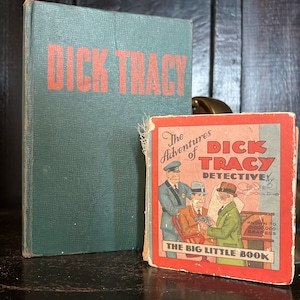 DICK TRACY
The
Adventures
of
DICK
TRACY
DETECTIVE
THE BIG LITTLE BOOK